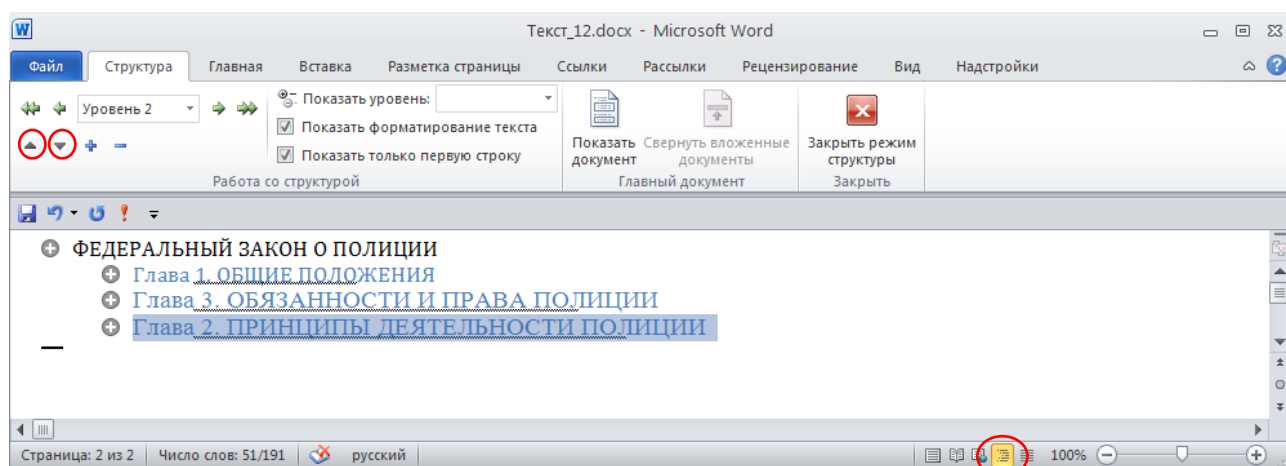 Текст_12.docx - Microsoft Word
Файл Структура Главная Вставка Разметка страницы Ссылки Рассылки Рецензирование Вид Надстройки
Уровень 2
Показать уровень:
Показать форматирование текста
Показать только первую строку
Работа со структурой
Показать документ
Свернуть вложенные документы
Главный документ
Закрыть режим структуры
Закрыть
ФЕДЕРАЛЬНЫЙ ЗАКОН О ПОЛИЦИИ
Глава 1. ОБЩИЕ ПОЛОЖЕНИЯ
Глава 3. ОБЯЗАННОСТИ И ПРАВА ПОЛИЦИИ
Глава 2. ПРИНЦИПЫ ДЕЯТЕЛЬНОСТИ ПОЛИЦИИ
Страница: 2 из 2 Число слов: 51/191 русский 100%